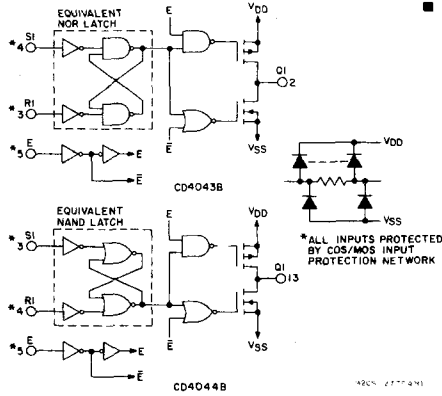 EQUIVALENT
NOR LATCH
E
VDD
*4 S1
Q1
2
*3 R1
*5 E
E
E̅
E̅
VSS
CD4043B
VDD
VSS
*ALL INPUTS PROTECTED
BY COS/MOS INPUT
PROTECTION NETWORK
EQUIVALENT
NAND LATCH
E
VDD
*3 S1
Q1
13
*4 R1
*5 E
E
E̅
E̅
VSS
CD4044B